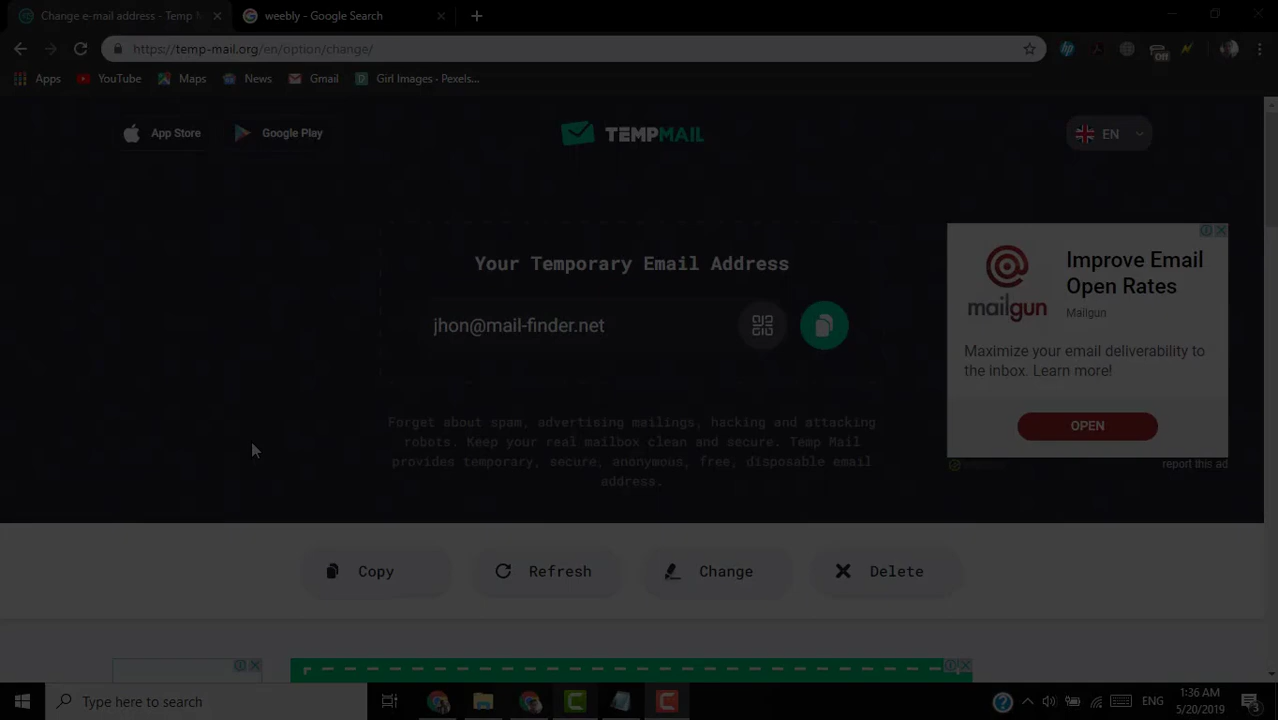 Change e-mail address - Temp M
weebly - Google Search
https://temp-mail.org/en/option/change/
Off
Apps
YouTube
Maps
News
Gmail
Girl Images - Pexels...
App Store
Google Play
TEMPMAIL
EN
Your Temporary Email Address
jhon@mail-finder.net
Forget about spam, advertising mailings, hacking and attacking
robots. Keep your real mailbox clean and secure. Temp Mail
provides temporary, secure, anonymous, free, disposable email
address.
mailgun
Improve Email
Open Rates
Mailgun
Maximize your email deliverability to
the inbox. Learn more!
OPEN
report this ad
Copy
Refresh
Change
Delete
Type here to search
ENG
1:36 AM
5/20/2019
3